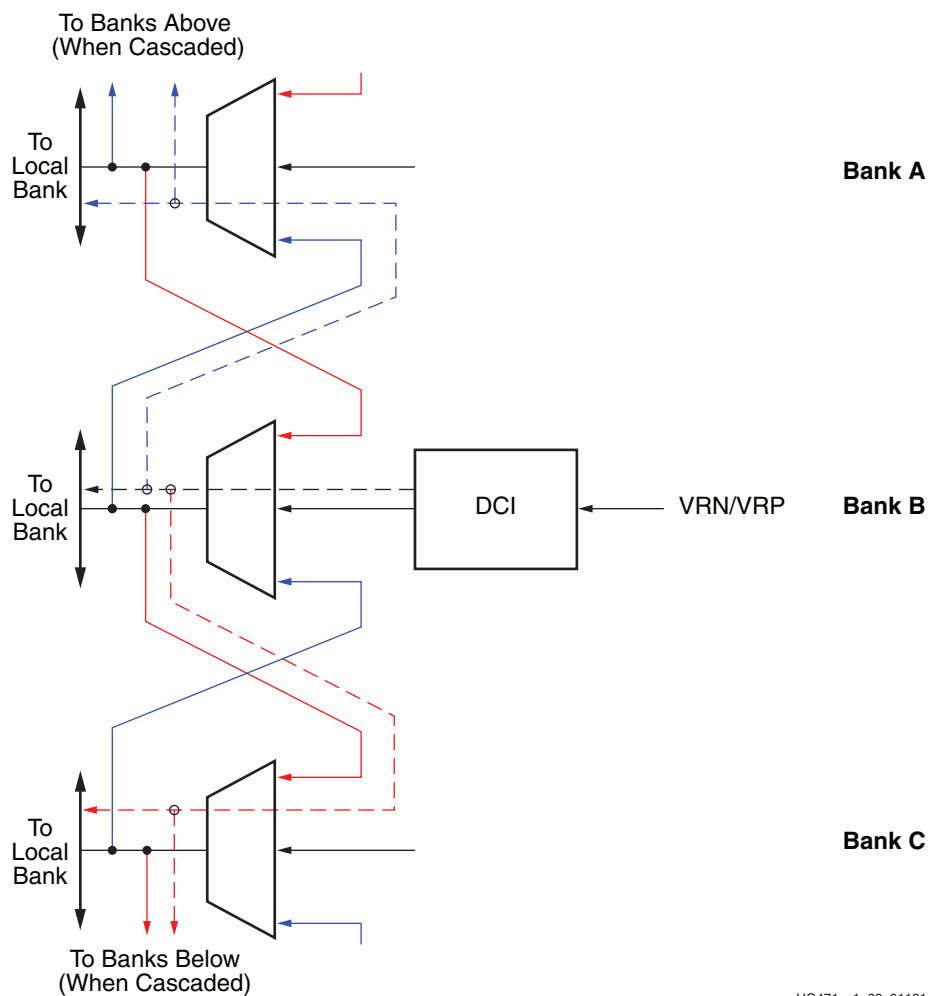 To Banks Above
(When Cascaded)
To
Local
Bank
Bank A
To
Local
Bank
DCI
VRN/VRP
Bank B
To
Local
Bank
Bank C
To Banks Below
(When Cascaded)